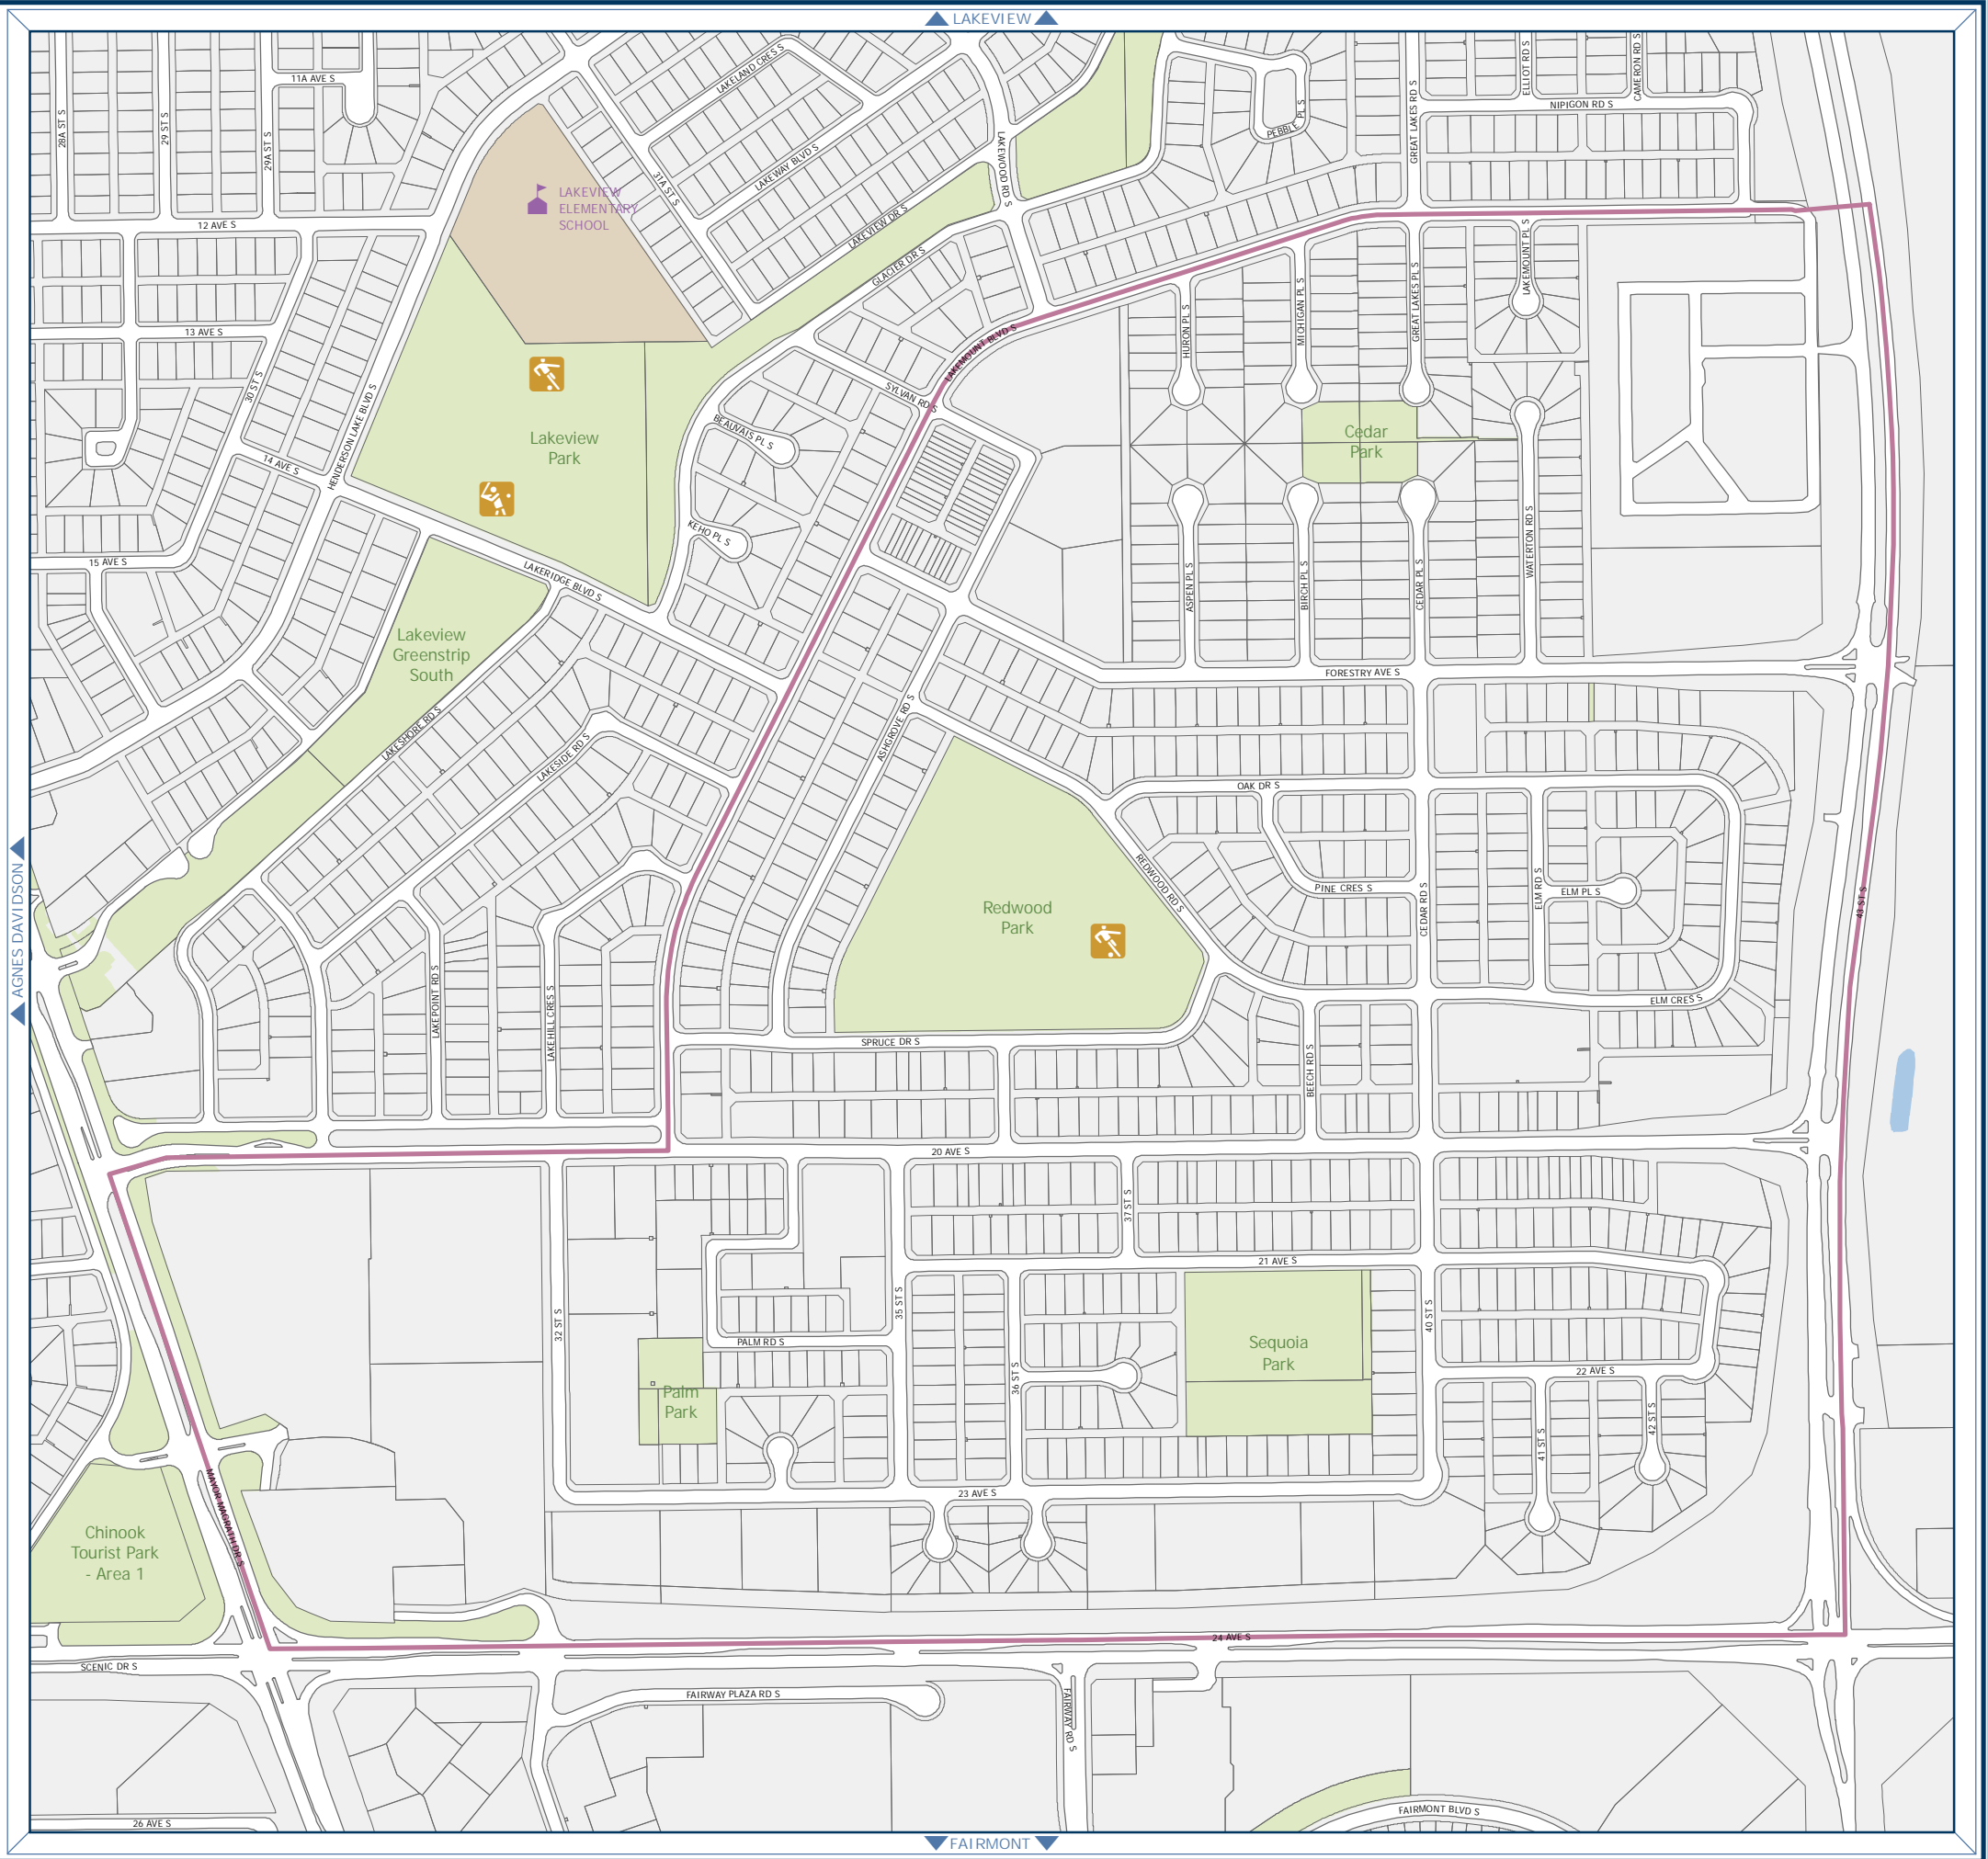 LAKEVIEW
11A AVE S
28A ST S
29 ST S
29A ST S
LAKELAND CRES S
LAKEWAY BLVD S
31A ST S
LAKEWOOD RD S
PEBBLE PL S
GREAT LAKES RD S
ELLIOT RD S
CAMERON RD S
NIPIGON RD S
LAKEVIEW
ELEMENTARY
SCHOOL
12 AVE S
LAKEVIEW DR S
GLACIER DR S
LAKEMOUNT PL S
13 AVE S
30 ST S
HENDERSON LAKE BLVD S
LAKEMOUNT BLVD S
HURON PL S
MICHIGAN PL S
GREAT LAKES PL S
SYLVAN RD S
BEAUVAIS PL S
Lakeview
Park
Cedar
Park
14 AVE S
KEHO PL S
15 AVE S
LAKERIDGE BLVD S
ASPEN PL S
BIRCH PL S
CEDAR PL S
WATERTON RD S
Lakeview
Greenstrip
South
FORESTRY AVE S
LAKESHORE RD S
LAKESIDE RD S
ASHGROVE RD S
OAK DR S
REDWOOD RD S
PINE CRES S
CEDAR RD S
ELM RD S
ELM PL S
43 ST S
AGNES DAVIDSON
Redwood
Park
LAKEPOINT RD S
LAKEHILL CRES S
ELM CRES S
SPRUCE DR S
BEECH RD S
20 AVE S
37 ST S
21 AVE S
32 ST S
35 ST S
40 ST S
PALM RD S
36 ST S
Sequoia
Park
22 AVE S
Palm
Park
41 ST S
42 ST S
23 AVE S
MAYOR MAGRATH DR S
Chinook
Tourist Park
- Area 1
24 AVE S
SCENIC DR S
FAIRWAY PLAZA RD S
FAIRWAY RD S
26 AVE S
FAIRMONT BLVD S
FAIRMONT